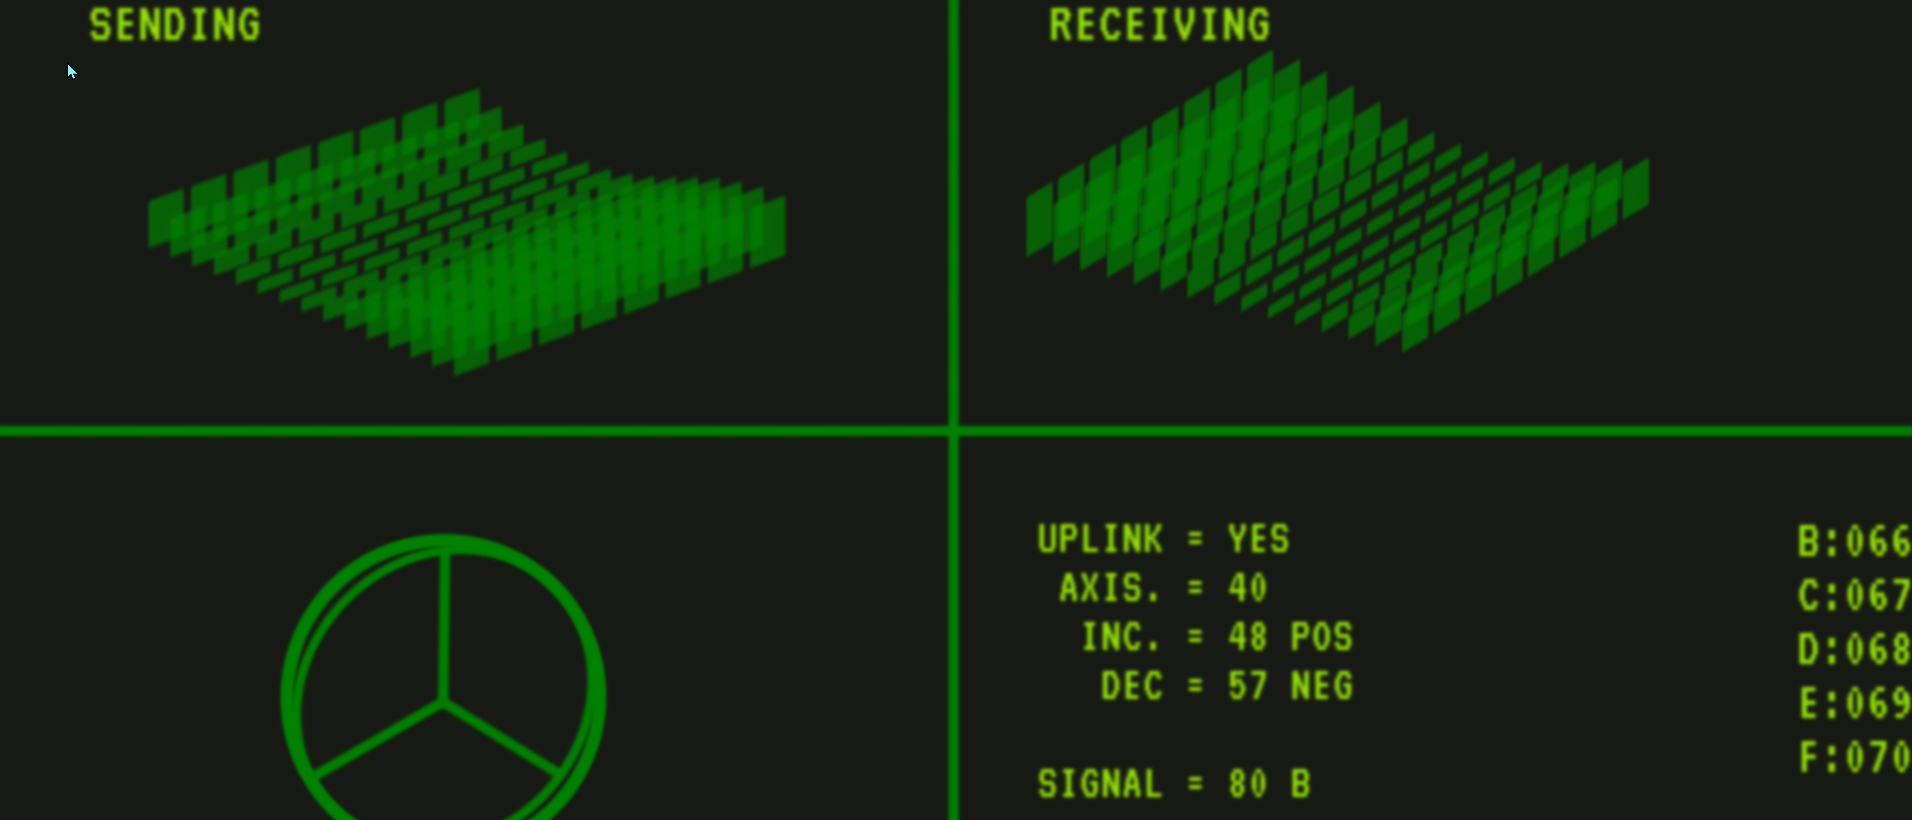 SENDING
RECEIVING
UPLINK = YES
AXIS. = 40
INC. = 48 POS
DEC = 57 NEG
SIGNAL = 80 B
B:066
C:067
D:068
E:069
F:070